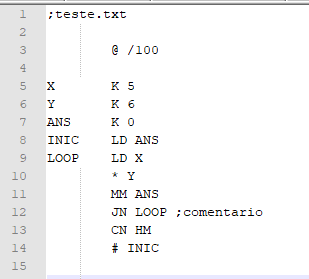 1 ;teste.txt
2
3 @ /100
4
5 X K 5
6 Y K 6
7 ANS K 0
8 INIC LD ANS
9 LOOP LD X
10 * Y
11 MM ANS
12 JN LOOP ;comentario
13 CN HM
14 # INIC
15